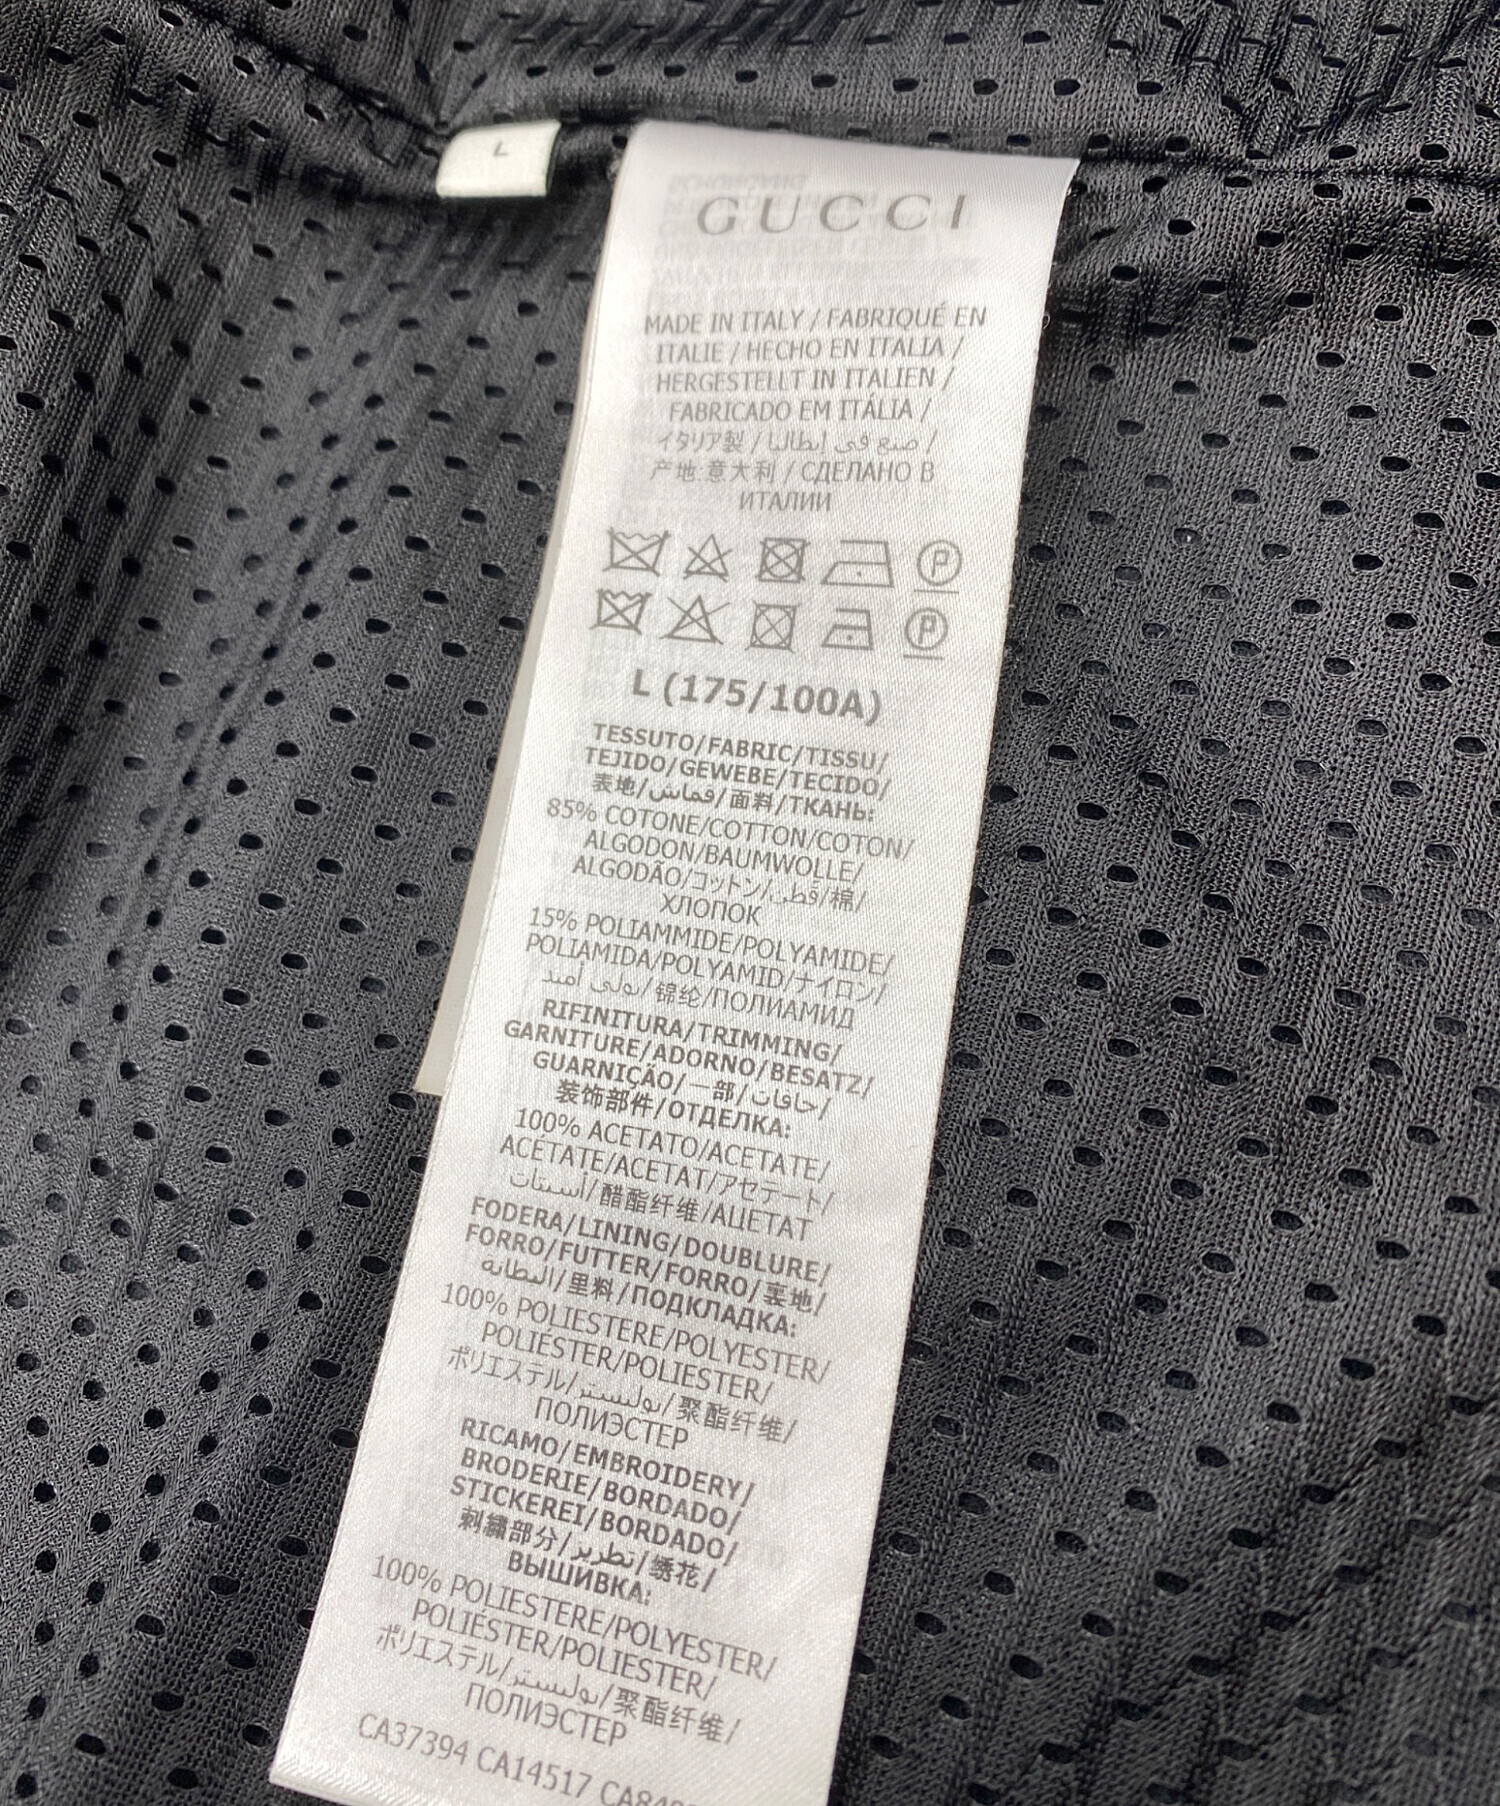 L
GUCCI
MADE IN ITALY / FABRIQUÉ EN
ITALIE / HECHO EN ITALIA /
HERGESTELLT IN ITALIEN /
FABRICADO EM ITÁLIA /
イタリア製 / صنع في إيطاليا /
产地:意大利 / СДЕЛАНО В
ИТАЛИИ
P
P
L (175/100A)
TESSUTO/FABRIC/TISSU/
TEJIDO/GEWEBE/TECIDO/
表地/قماش/面料/ТКАНЬ:
85% COTONE/COTTON/COTON/
ALGODON/BAUMWOLLE/
ALGODÃO/コットン/قطن/棉/
ХЛОПОК
15% POLIAMMIDE/POLYAMIDE/
POLIAMIDA/POLYAMID/ナイロン/
بولي أميد/锦纶/ПОЛИАМИД
RIFINITURA/TRIMMING/
GARNITURE/ADORNO/BESATZ/
GUARNIÇÃO/一部/حافات/
装饰部件/ОТДЕЛКА:
100% ACETATO/ACETATE/
ACÉTATE/ACETAT/アセテート/
أسيتات/醋酯纤维/АЦЕТАТ
FODERA/LINING/DOUBLURE/
FORRO/FUTTER/FORRO/裏地/
البطانة/里料/ПОДКЛАДКА:
100% POLIESTERE/POLYESTER/
POLIÉSTER/POLIESTER/
ポリエステル/بوليستر/聚酯纤维/
ПОЛИЭСТЕР
RICAMO/EMBROIDERY/
BRODERIE/BORDADO/
STICKEREI/BORDADO/
刺繍部分/تطريز/绣花/
ВЫШИВКА:
100% POLIESTERE/POLYESTER/
POLIÉSTER/POLIESTER/
ポリエステル/بوليستر/聚酯纤维/
ПОЛИЭСТЕР
CA37394 CA14517